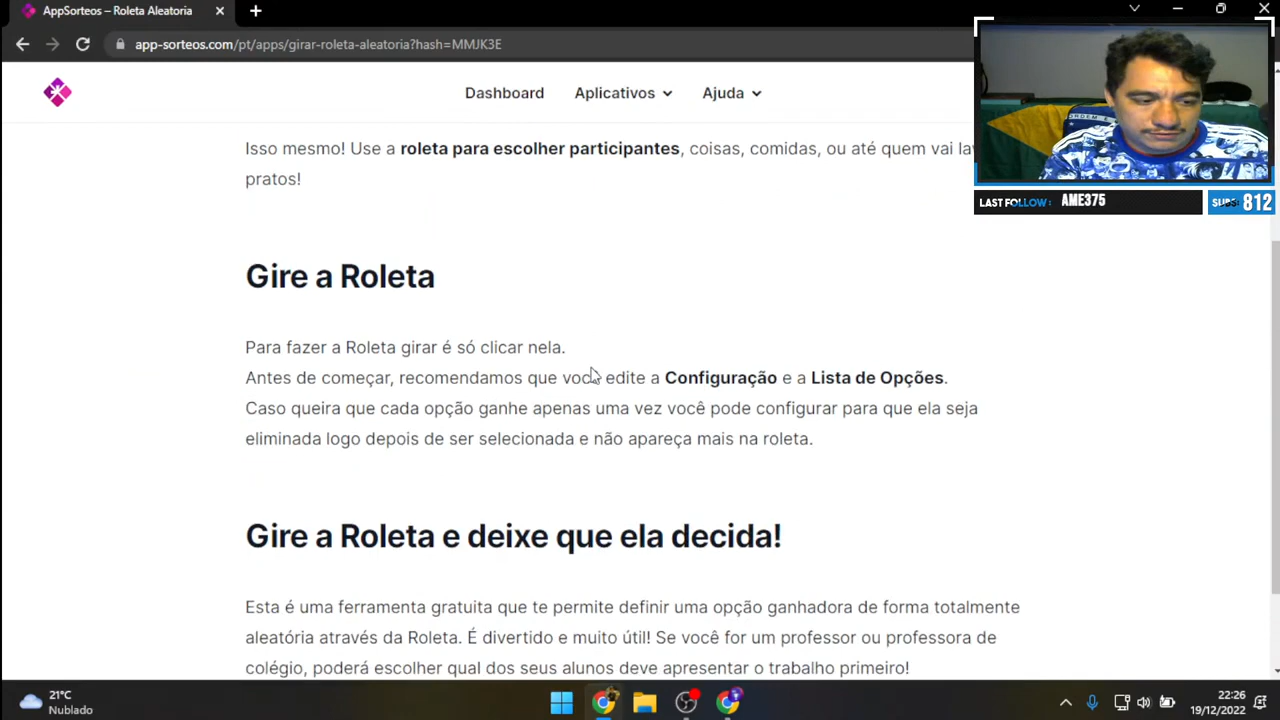 AppSorteos – Roleta Aleatoria
app-sorteos.com/pt/apps/girar-roleta-aleatoria?hash=MMJK3E
Dashboard Aplicativos Ajuda
Isso mesmo! Use a roleta para escolher participantes, coisas, comidas, ou até quem vai
pratos!
LAST FOLLOW : AME375 SUBS: 812
Gire a Roleta
Para fazer a Roleta girar é só clicar nela.
Antes de começar, recomendamos que você edite a Configuração e a Lista de Opções.
Caso queira que cada opção ganhe apenas uma vez você pode configurar para que ela seja
eliminada logo depois de ser selecionada e não apareça mais na roleta.
Gire a Roleta e deixe que ela decida!
Esta é uma ferramenta gratuita que te permite definir uma opção ganhadora de forma totalmente
aleatória através da Roleta. É divertido e muito útil! Se você for um professor ou professora de
colégio, poderá escolher qual dos seus alunos deve apresentar o trabalho primeiro!
21°C
Nublado
22:26
19/12/2022